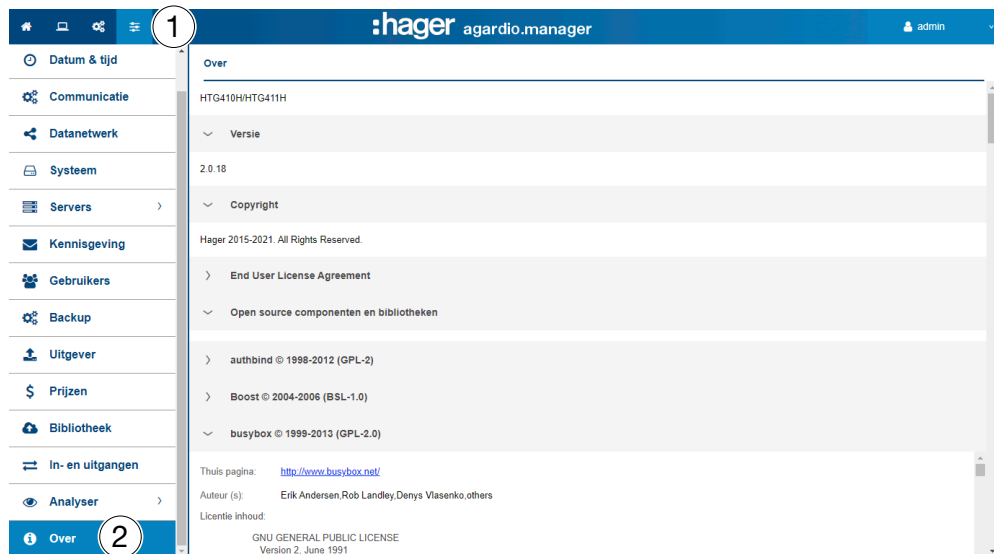 1
:hager agardio.manager
admin
Datum & tijd
Communicatie
Datanetwerk
Systeem
Servers
Kennisgeving
Gebruikers
Backup
Uitgever
Prijzen
Bibliotheek
In- en uitgangen
Analyser
Over
2
Over
HTG410H/HTG411H
Versie
2.0.18
Copyright
Hager 2015-2021. All Rights Reserved.
End User License Agreement
Open source componenten en bibliotheken
authbind © 1998-2012 (GPL-2)
Boost © 2004-2006 (BSL-1.0)
busybox © 1999-2013 (GPL-2.0)
Thuis pagina: http://www.busybox.net/
Auteur (s): Erik Andersen,Rob Landley,Denys Vlasenko,others
Licentie inhoud:
GNU GENERAL PUBLIC LICENSE
Version 2, June 1991